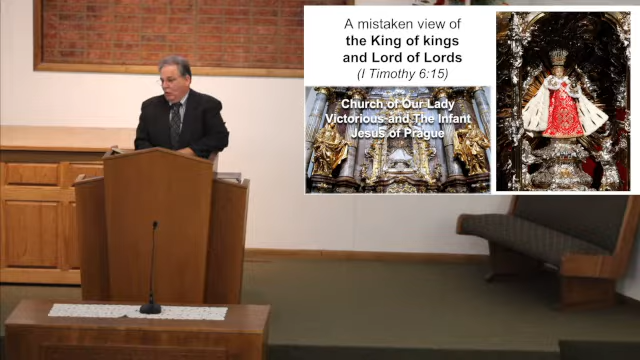 A mistaken view of
the King of kings
and Lord of Lords
(I Timothy 6:15)
Church of Our Lady
Victorious and The Infant
Jesus of Prague